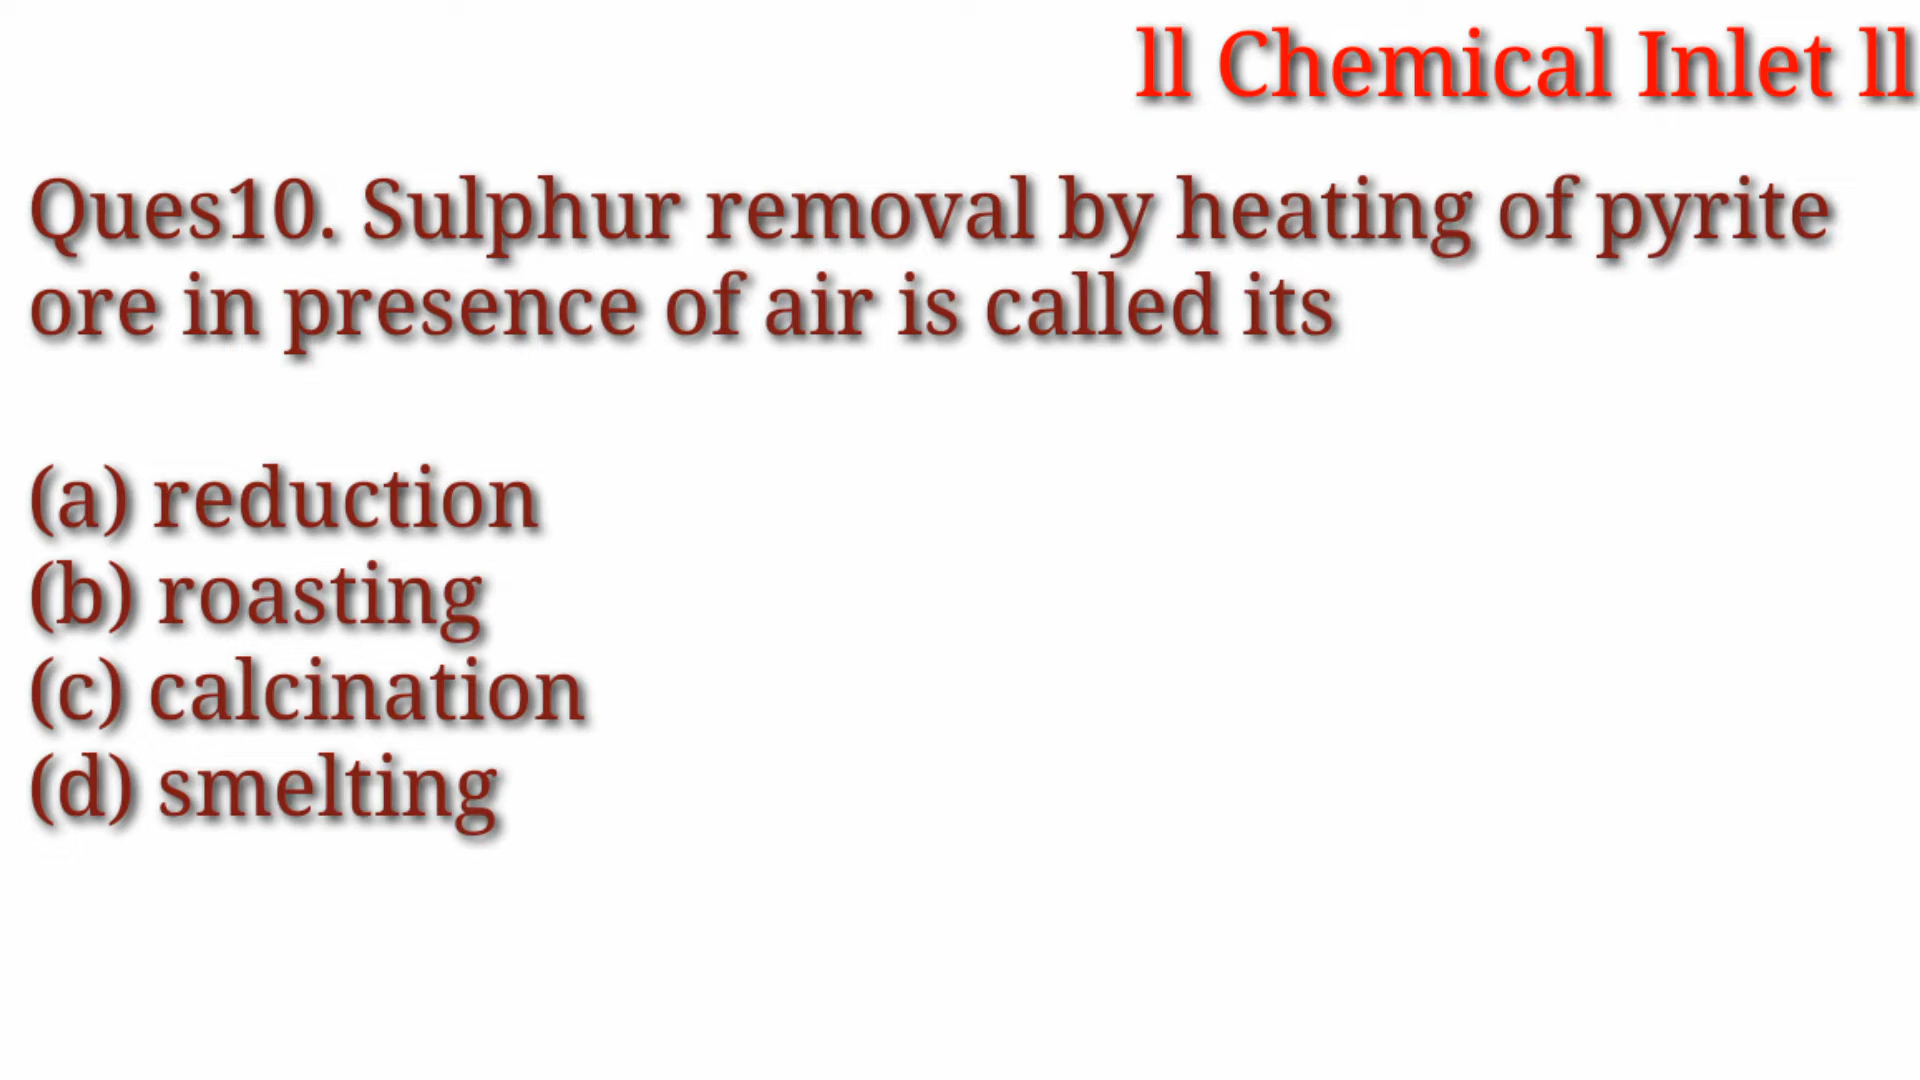 ll Chemical Inlet ll
Ques10. Sulphur removal by heating of pyrite
ore in presence of air is called its
(a) reduction
(b) roasting
(c) calcination
(d) smelting